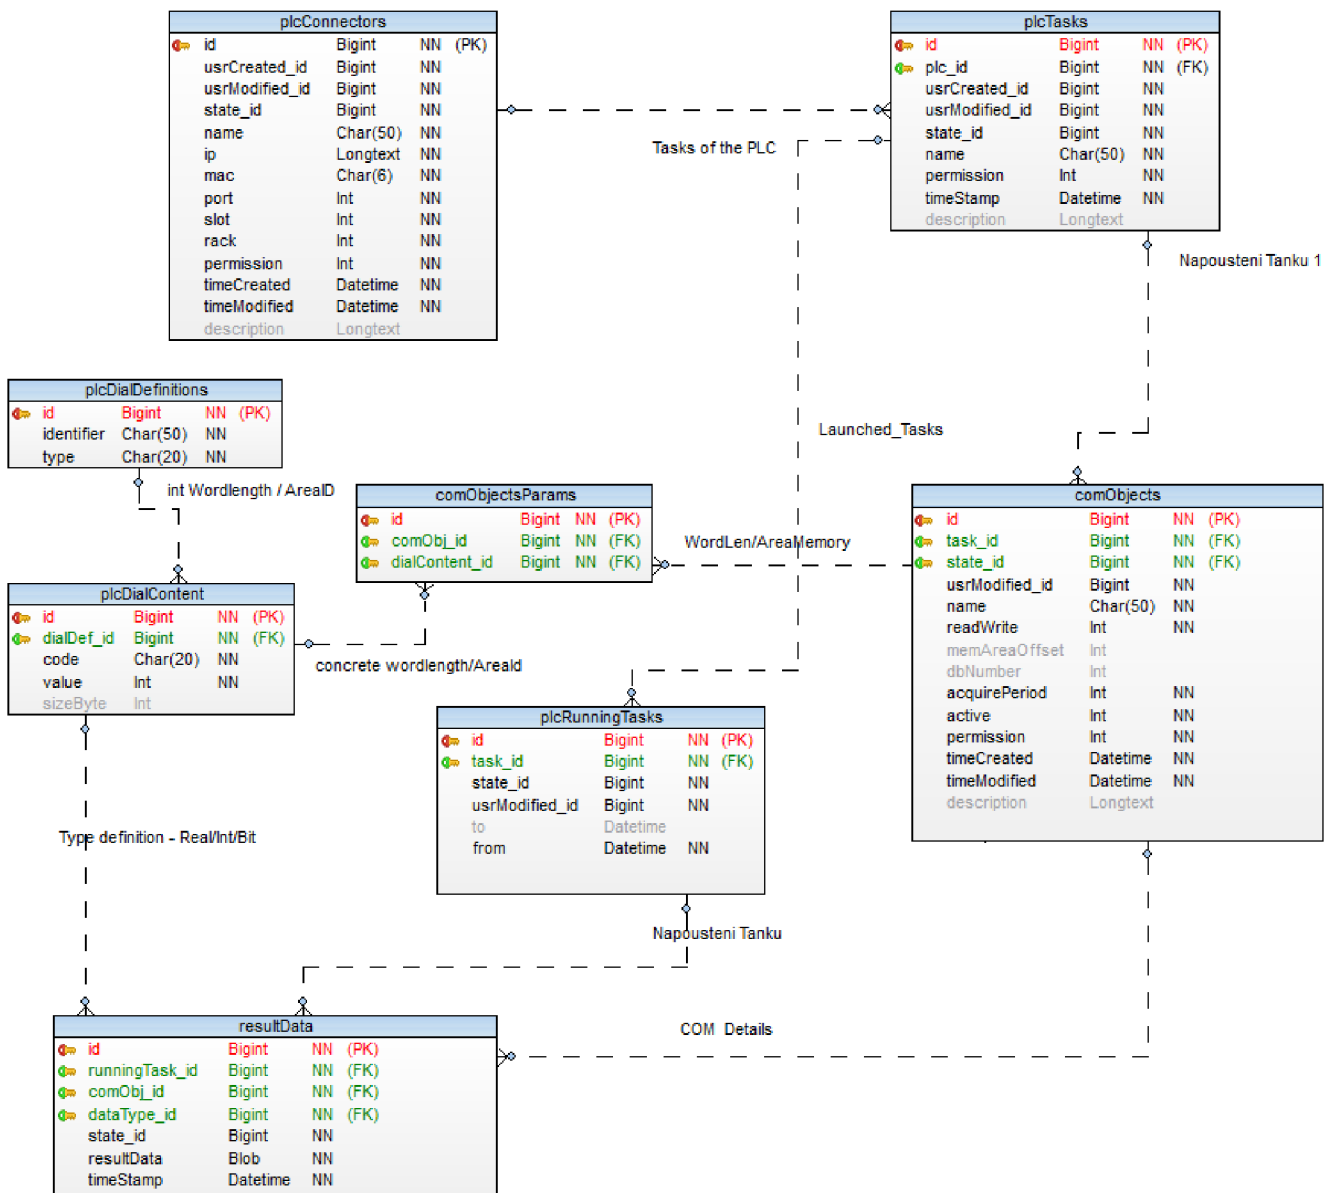 plcConnectors
id Bigint NN (PK)
usrCreated_id Bigint NN
usrModified_id Bigint NN
state_id Bigint NN
name Char(50) NN
ip Longtext NN
mac Char(6) NN
port Int NN
slot Int NN
rack Int NN
permission Int NN
timeCreated Datetime NN
timeModified Datetime NN
description Longtext
plcTasks
id Bigint NN (PK)
plc_id Bigint NN (FK)
usrCreated_id Bigint NN
usrModified_id Bigint NN
state_id Bigint NN
name Char(50) NN
permission Int NN
timeStamp Datetime NN
description Longtext
Tasks of the PLC
Napousteni Tanku 1
plcDialDefinitions
id Bigint NN (PK)
identifier Char(50) NN
type Char(20) NN
Launched_Tasks
int Wordlength / AreaID
comObjectsParams
id Bigint NN (PK)
comObj_id Bigint NN (FK)
dialContent_id Bigint NN (FK)
WordLen/AreaMemory
comObjects
id Bigint NN (PK)
task_id Bigint NN (FK)
state_id Bigint NN (FK)
usrModified_id Bigint NN
name Char(50) NN
readWrite Int NN
memAreaOffset Int
dbNumber Int
acquirePeriod Int NN
active Int NN
permission Int NN
timeCreated Datetime NN
timeModified Datetime NN
description Longtext
plcDialContent
id Bigint NN (PK)
dialDef_id Bigint NN (FK)
code Char(20) NN
value Int NN
sizeByte Int
concrete wordlength/AreaId
plcRunningTasks
id Bigint NN (PK)
task_id Bigint NN (FK)
state_id Bigint NN
usrModified_id Bigint NN
to Datetime
from Datetime NN
Type definition - Real/Int/Bit
Napousteni Tanku
resultData
id Bigint NN (PK)
runningTask_id Bigint NN (FK)
comObj_id Bigint NN (FK)
dataType_id Bigint NN (FK)
state_id Bigint NN
resultData Blob NN
timeStamp Datetime NN
COM_Details